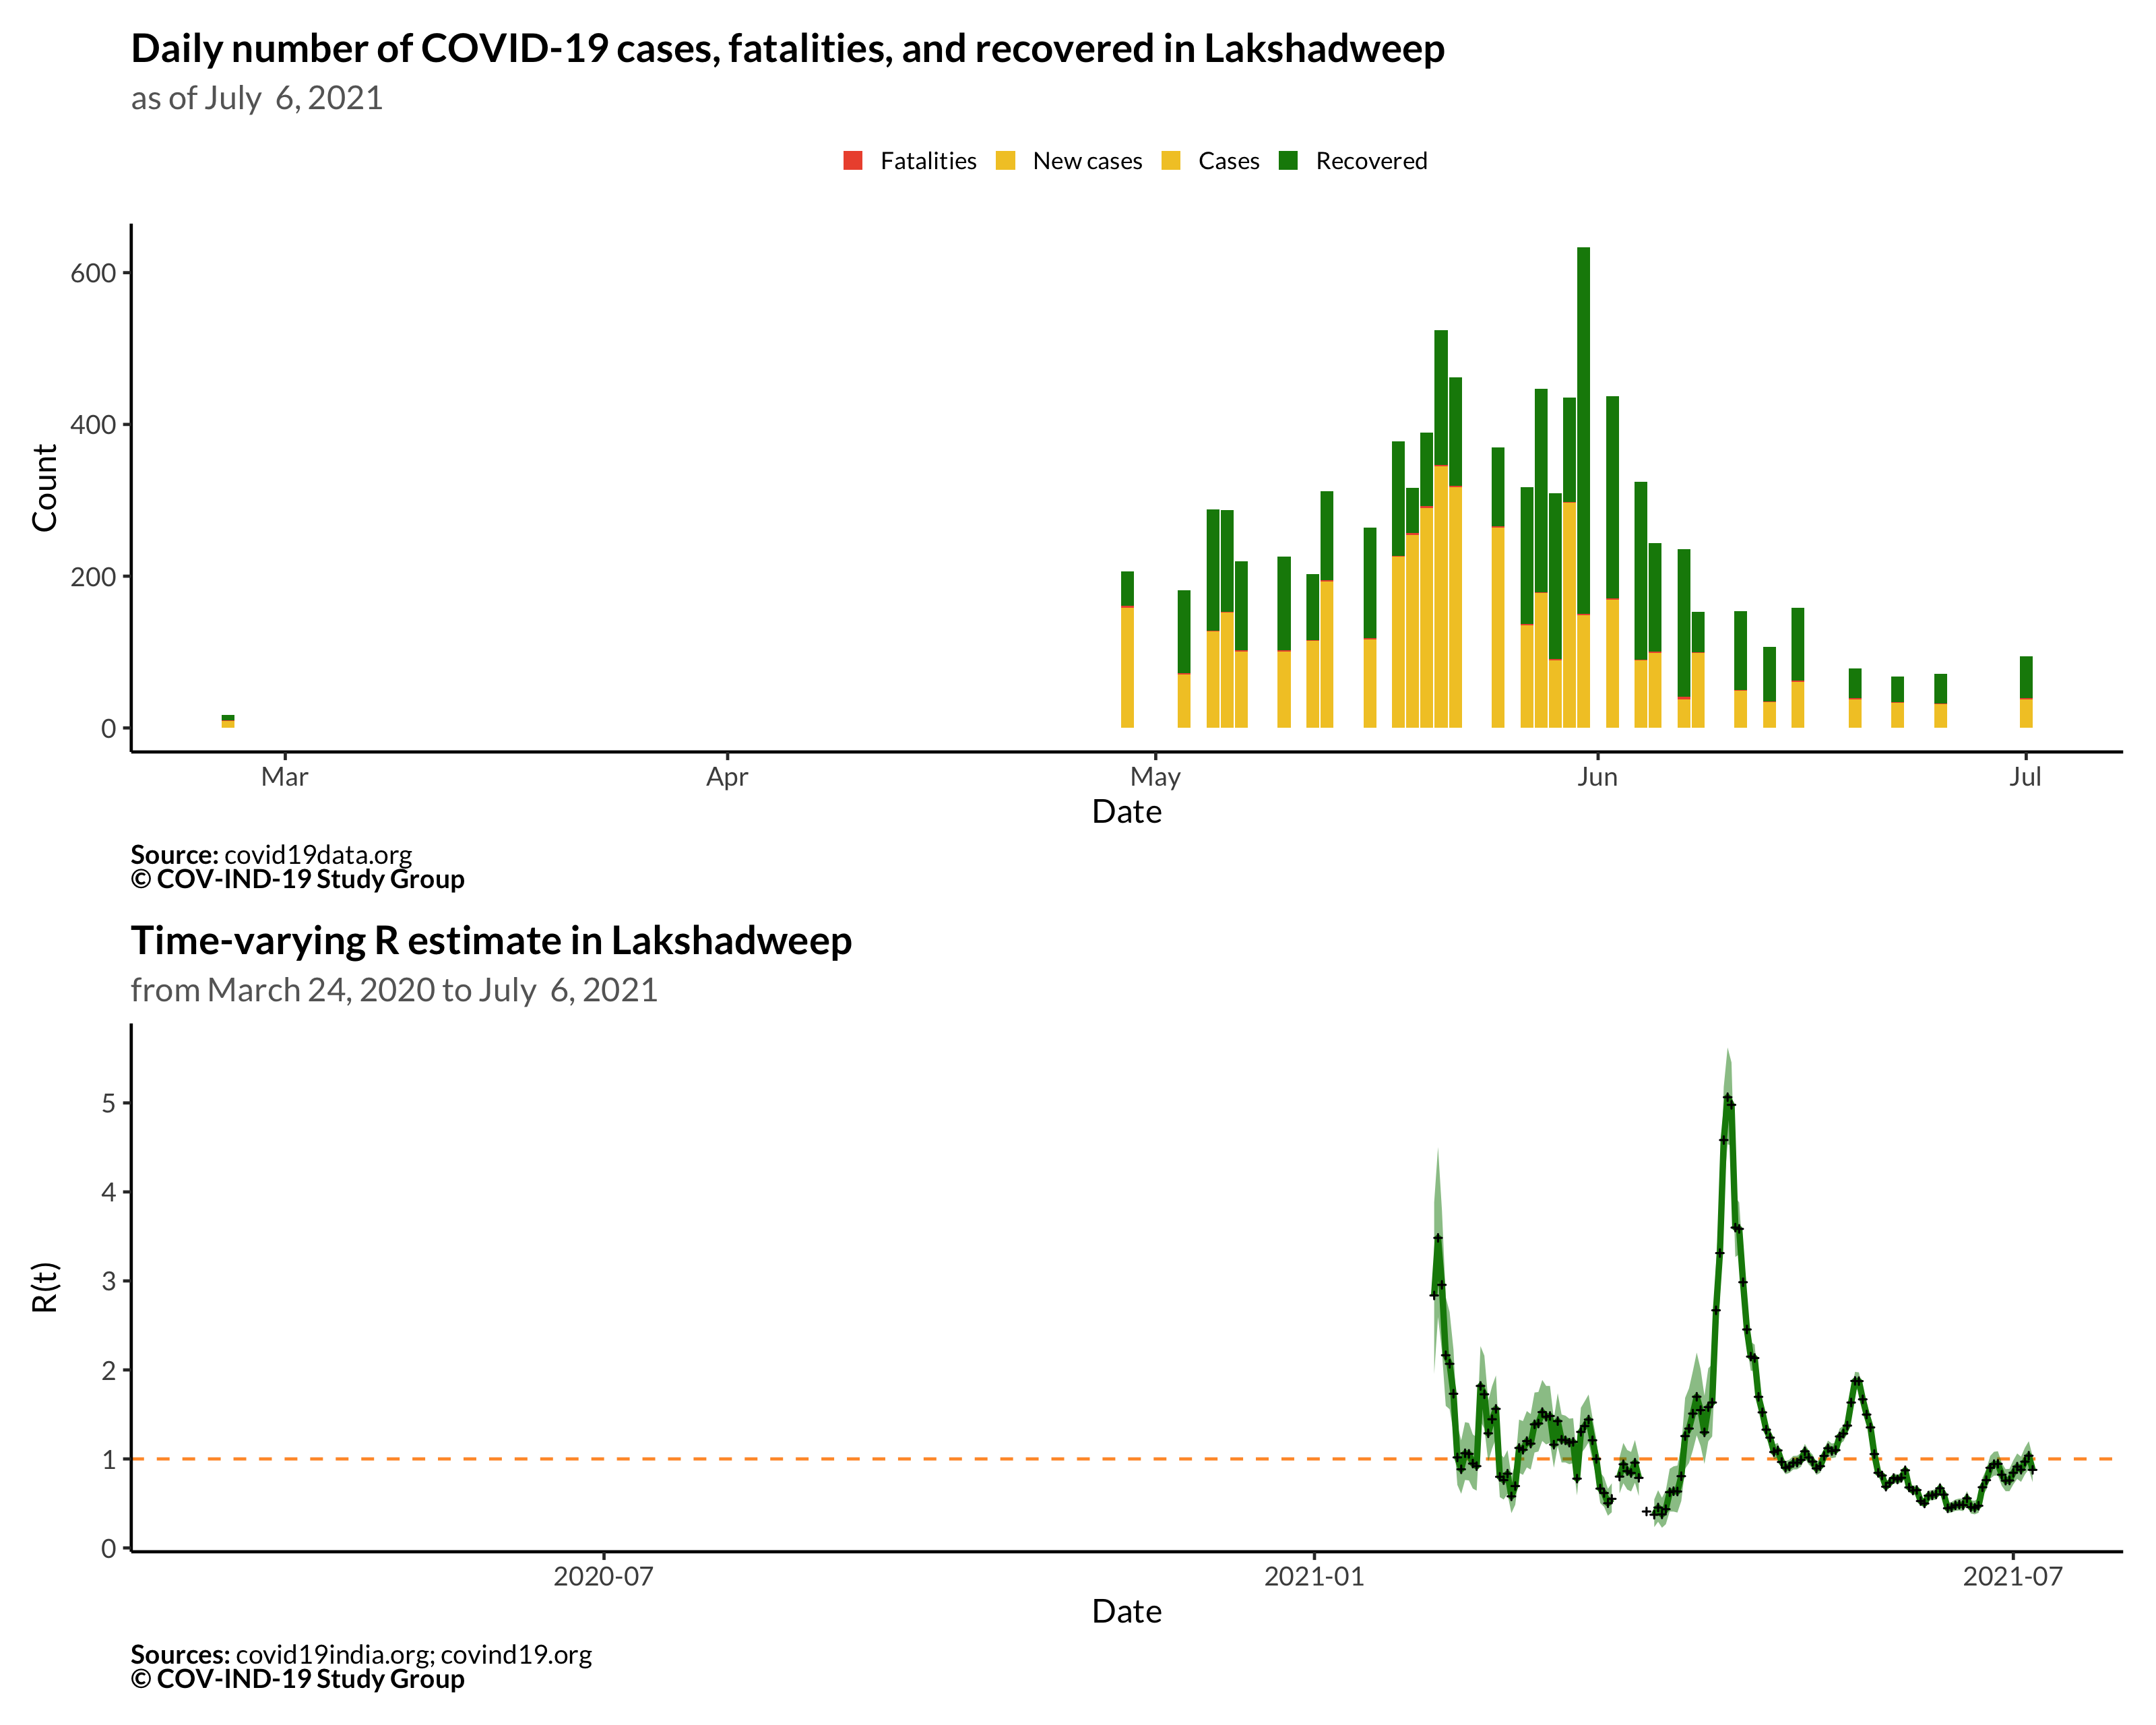 Daily number of COVID-19 cases, fatalities, and recovered in Lakshadweep
as of July  6, 2021
Fatalities New cases Cases Recovered
600
400
200
0
Count
Mar Apr May Jun Jul
Date
Source: covid19data.org
© COV-IND-19 Study Group
Time-varying R estimate in Lakshadweep
from March 24, 2020 to July  6, 2021
5
4
3
2
1
0
R(t)
2020-07 2021-01 2021-07
Date
Sources: covid19india.org; covind19.org
© COV-IND-19 Study Group